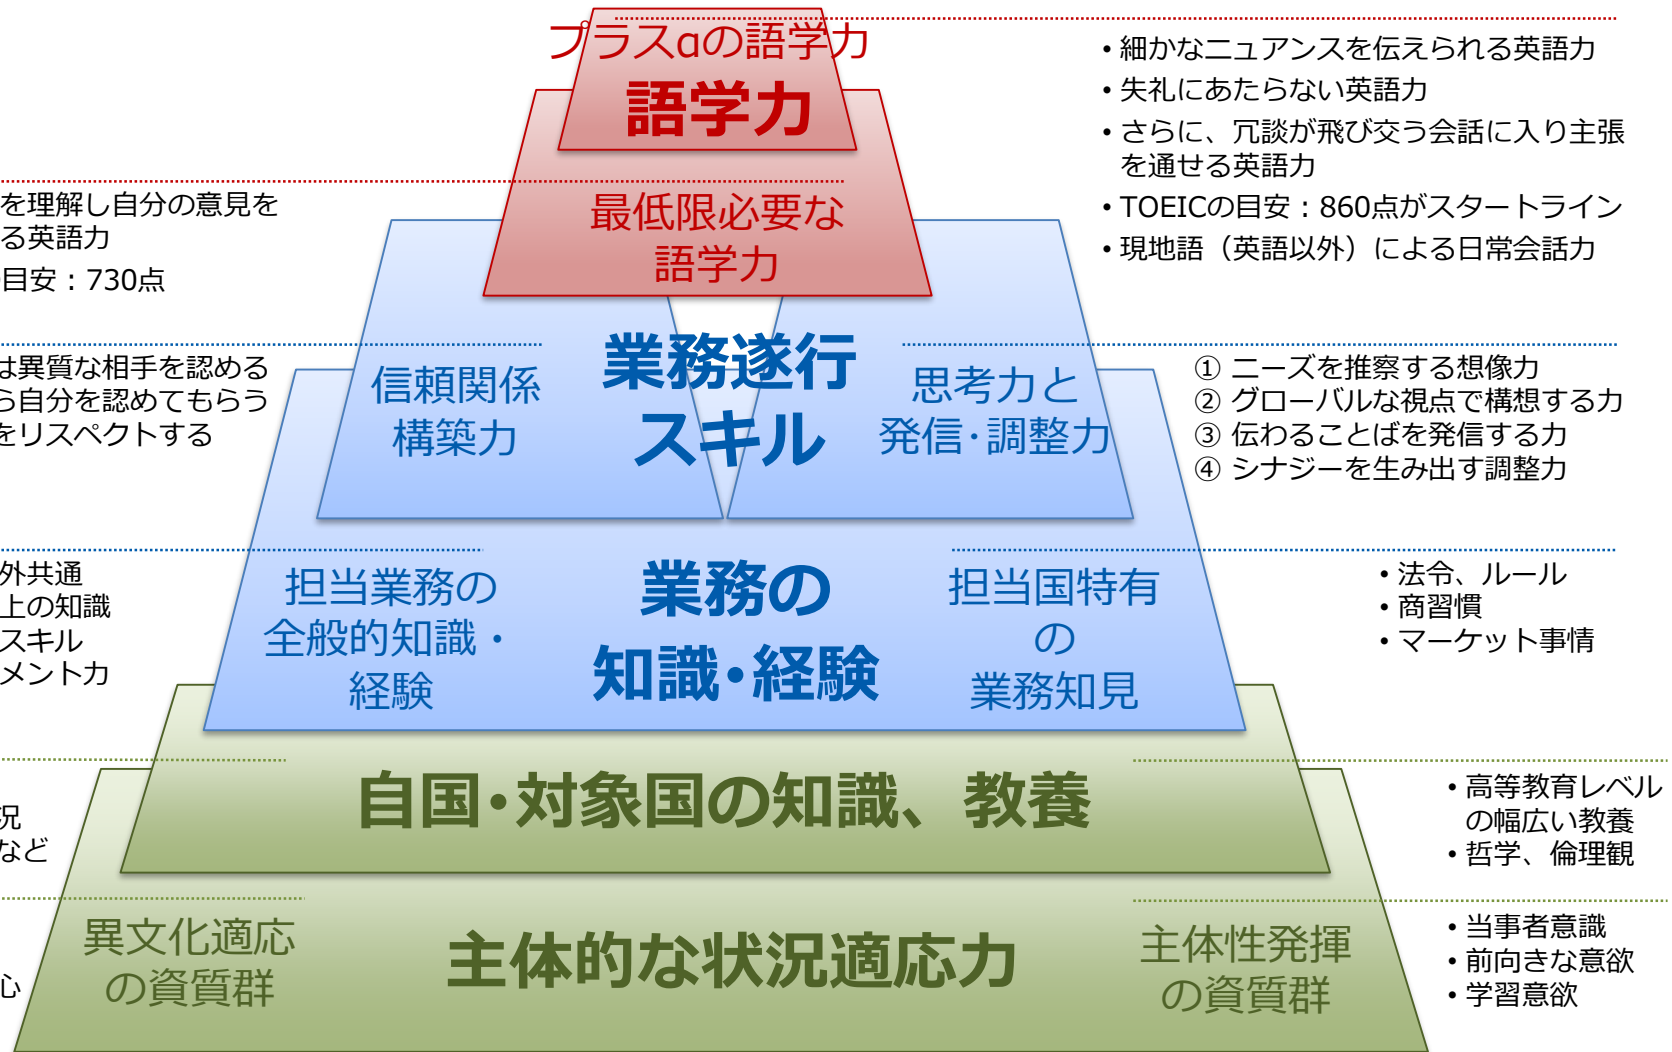 プラスαの語学力
語学力
• 細かなニュアンスを伝えられる英語力
• 失礼にあたらない英語力
• さらに、冗談が飛び交う会話に入り主張
を通せる英語力
• TOEICの目安：860点がスタートライン
• 現地語（英語以外）による日常会話力
最低限必要な
語学力
を理解し自分の意見を
る英語力
目安：730点
業務遂行
スキル
信頼関係
構築力
は異質な相手を認める
ら自分を認めてもらう
をリスペクトする
思考力と
発信･調整力
① ニーズを推察する想像力
② グローバルな視点で構想する力
③ 伝わることばを発信する力
④ シナジーを生み出す調整力
業務の
知識･経験
担当業務の
全般的知識・
経験
外共通
上の知識
スキル
メント力
担当国特有
の
業務知見
• 法令、ルール
• 商習慣
• マーケット事情
自国･対象国の知識、教養
況
など
• 高等教育レベル
の幅広い教養
• 哲学、倫理観
主体的な状況適応力
異文化適応
の資質群
心
主体性発揮
の資質群
• 当事者意識
• 前向きな意欲
• 学習意欲